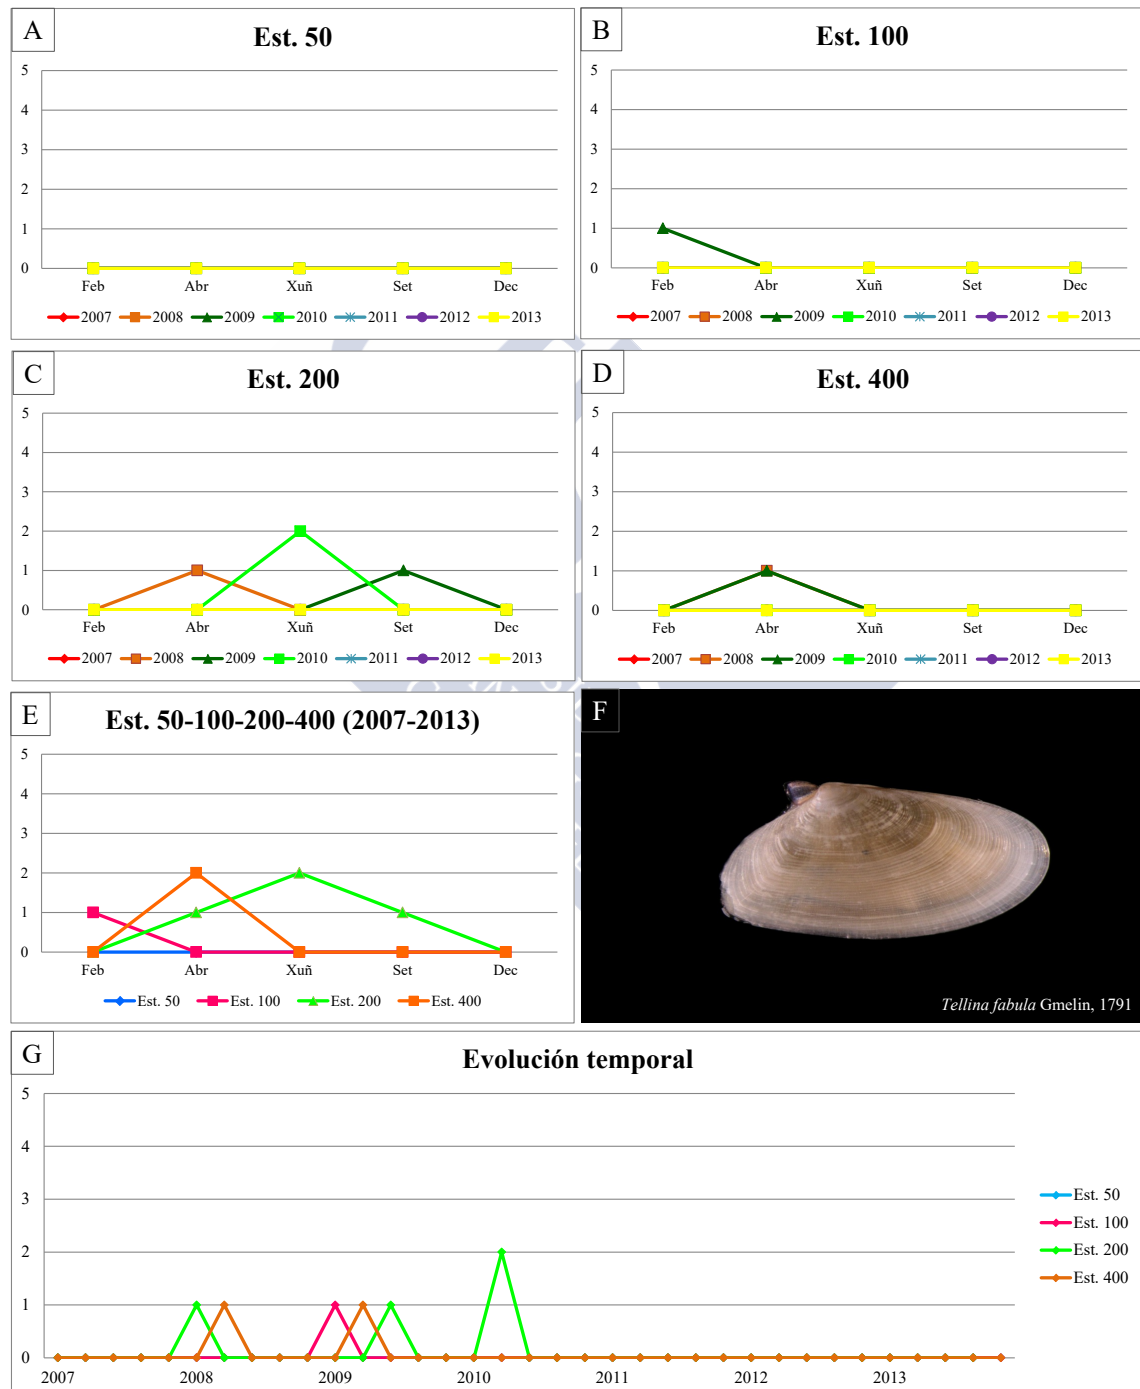 A
Est. 50
5
4
3
2
1
0
Feb Abr Xuñ Set Dec
2007 2008 2009 2010 2011 2012 2013
B
Est. 100
5
4
3
2
1
0
Feb Abr Xuñ Set Dec
2007 2008 2009 2010 2011 2012 2013
C
Est. 200
5
4
3
2
1
0
Feb Abr Xuñ Set Dec
2007 2008 2009 2010 2011 2012 2013
D
Est. 400
5
4
3
2
1
0
Feb Abr Xuñ Set Dec
2007 2008 2009 2010 2011 2012 2013
E
Est. 50-100-200-400 (2007-2013)
5
4
3
2
1
0
Feb Abr Xuñ Set Dec
Est. 50 Est. 100 Est. 200 Est. 400
F
Tellina fabula Gmelin, 1791
G
Evolución temporal
5
4
3
2
1
0
2007 2008 2009 2010 2011 2012 2013
Est. 50
Est. 100
Est. 200
Est. 400